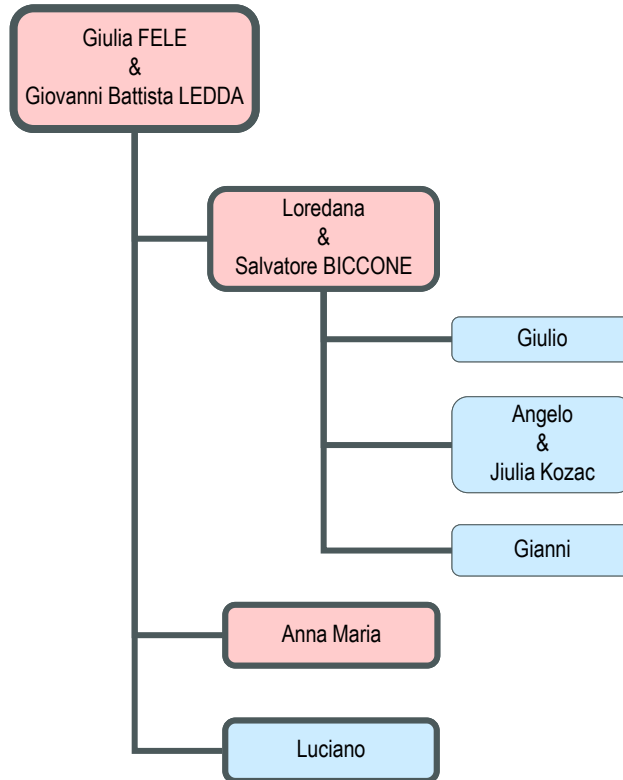 Giulia FELE
&
Giovanni Battista LEDDA
Loredana
&
Salvatore BICCONE
Giulio
Angelo
&
Jiulia Kozac
Gianni
Anna Maria
Luciano